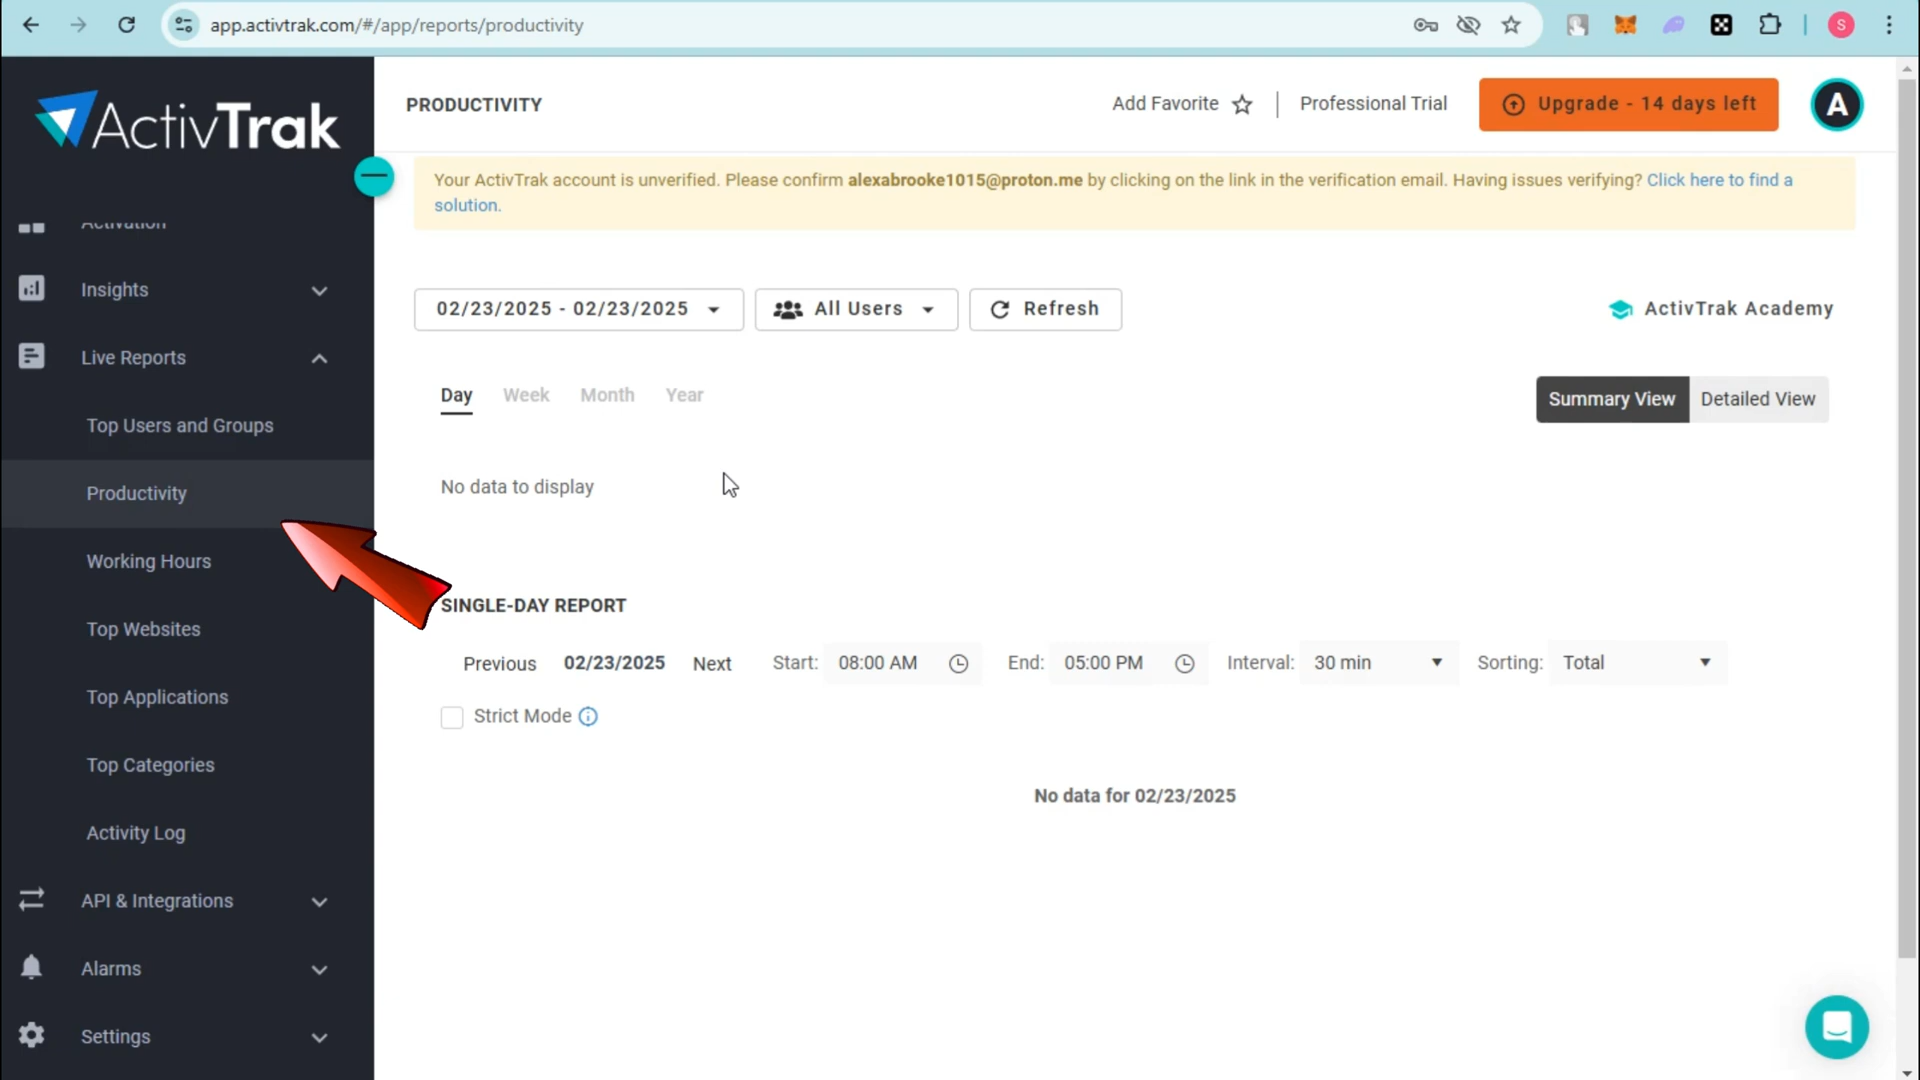 app.activtrak.com/#/app/reports/productivity
S
ActivTrak
PRODUCTIVITY
Add Favorite
Professional Trial
Upgrade - 14 days left
A
Your ActivTrak account is unverified. Please confirm alexabrooke1015@proton.me by clicking on the link in the verification email. Having issues verifying? Click here to find a
solution.
Activation
Insights
Live Reports
Top Users and Groups
Productivity
Working Hours
Top Websites
Top Applications
Top Categories
Activity Log
API & Integrations
Alarms
Settings
02/23/2025 - 02/23/2025
All Users
Refresh
ActivTrak Academy
Day Week Month Year
Summary View Detailed View
No data to display
SINGLE-DAY REPORT
Previous 02/23/2025 Next Start: 08:00 AM End: 05:00 PM Interval: 30 min Sorting: Total
Strict Mode
No data for 02/23/2025